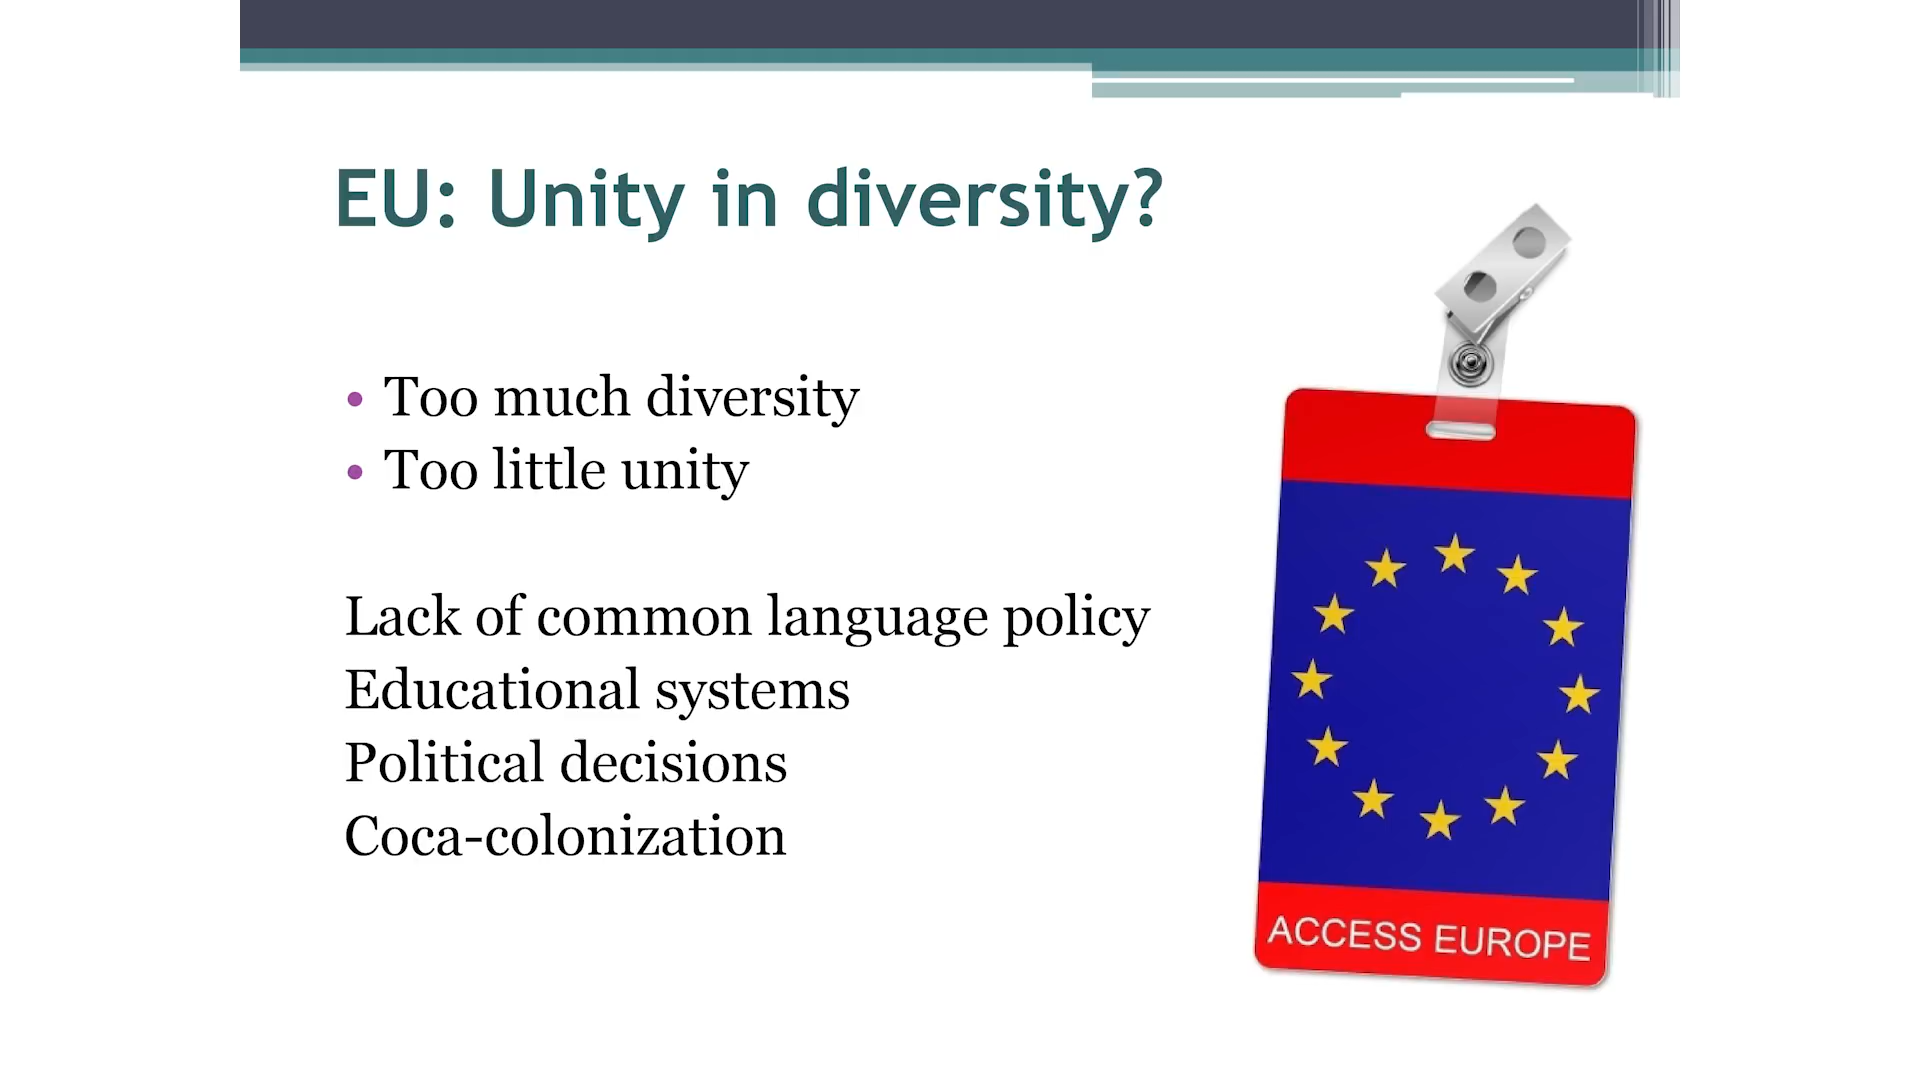 EU: Unity in diversity?
• Too much diversity
• Too little unity
Lack of common language policy
Educational systems
Political decisions
Coca-colonization
ACCESS EUROPE